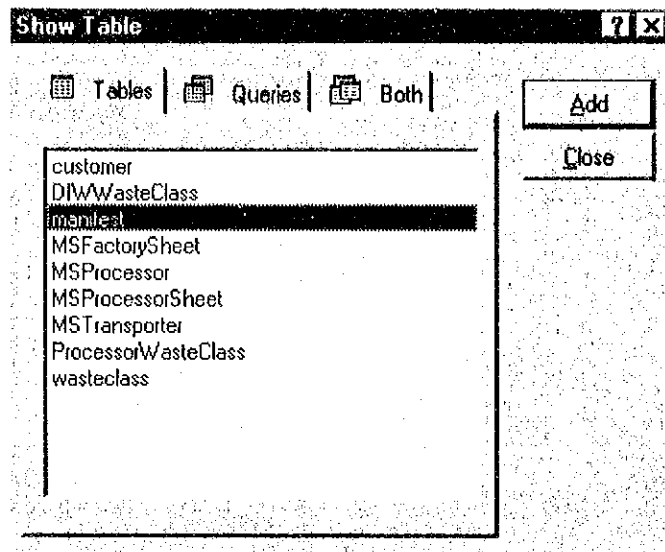 Show Table
? X
Tables Queries Both
Add
Close
customer
DIWWasteClass
manifest
MSFactorySheet
MSProcessor
MSProcessorSheet
MSTransporter
ProcessorWasteClass
wasteclass